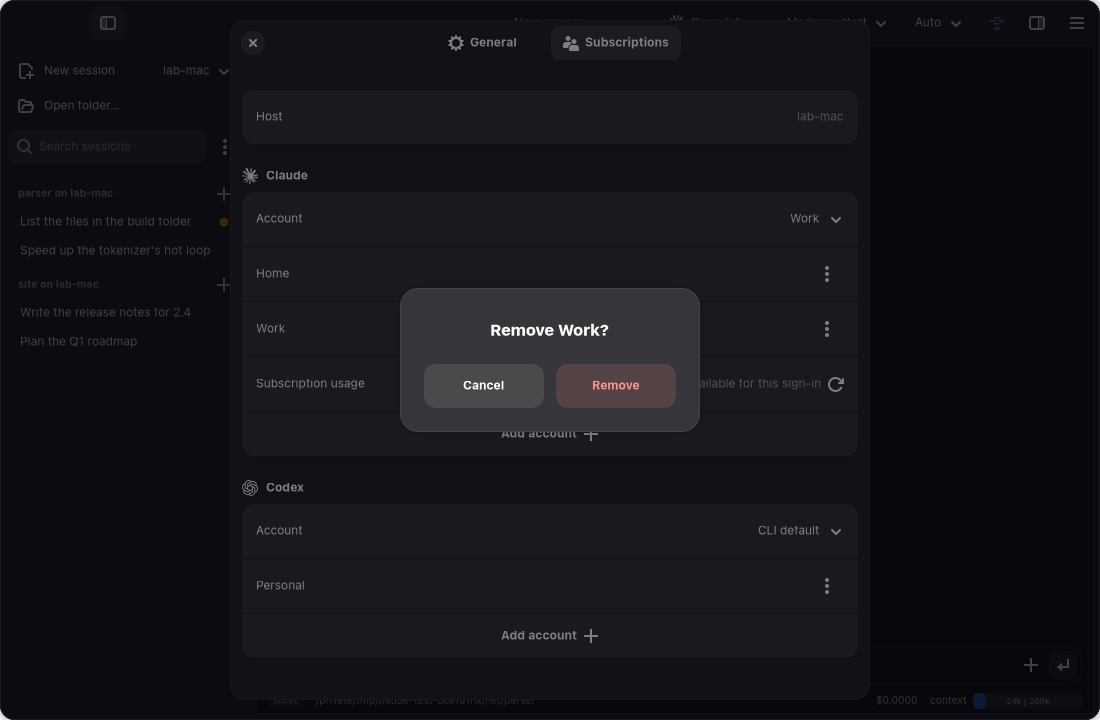 General
Subscriptions
Auto
New session
lab-mac
Open folder...
Search sessions
parser on lab-mac
List the files in the build folder
Speed up the tokenizer's hot loop
site on lab-mac
Write the release notes for 2.4
Plan the Q1 roadmap
Host
lab-mac
Claude
Account
Work
Home
Work
Subscription usage
for this sign-in
Add account
Remove Work?
Cancel
Remove
Codex
Account
CLI default
Personal
Add account
$0.0000
context
24k / 200k